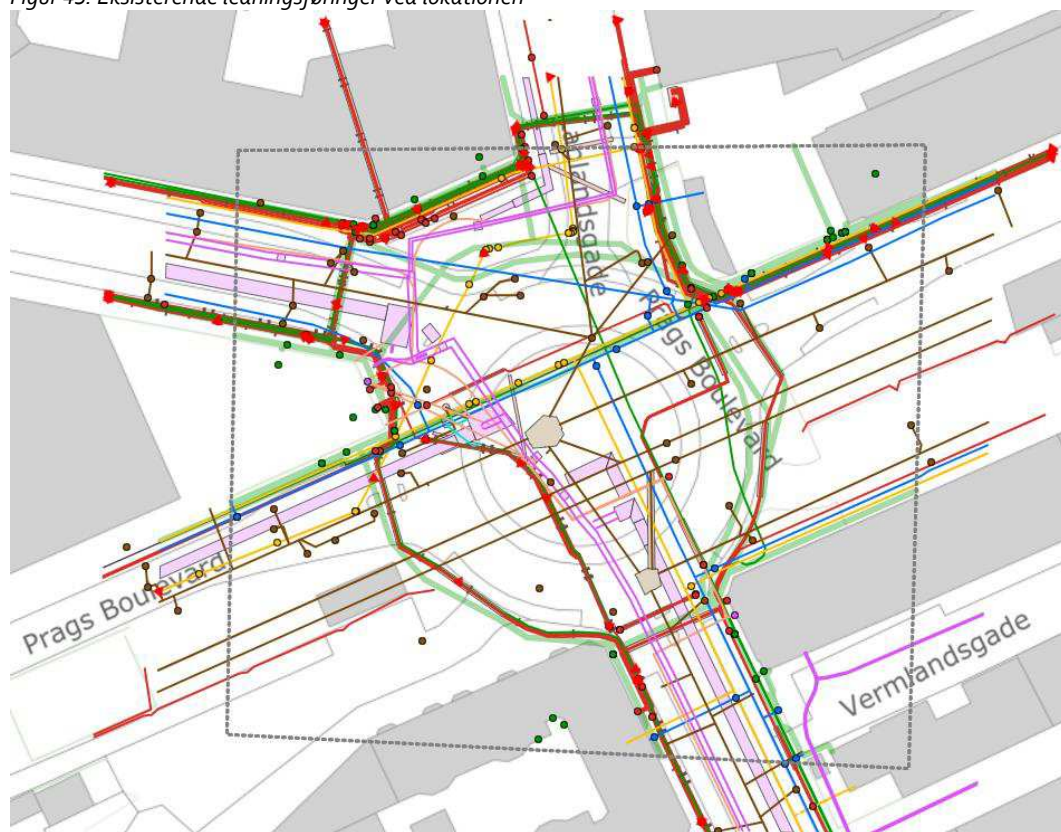 Figur 45. Eksisterende ledningsføringer ved lokationen
Prags Boulevard
Prags Boulevard
Vermlandsgade